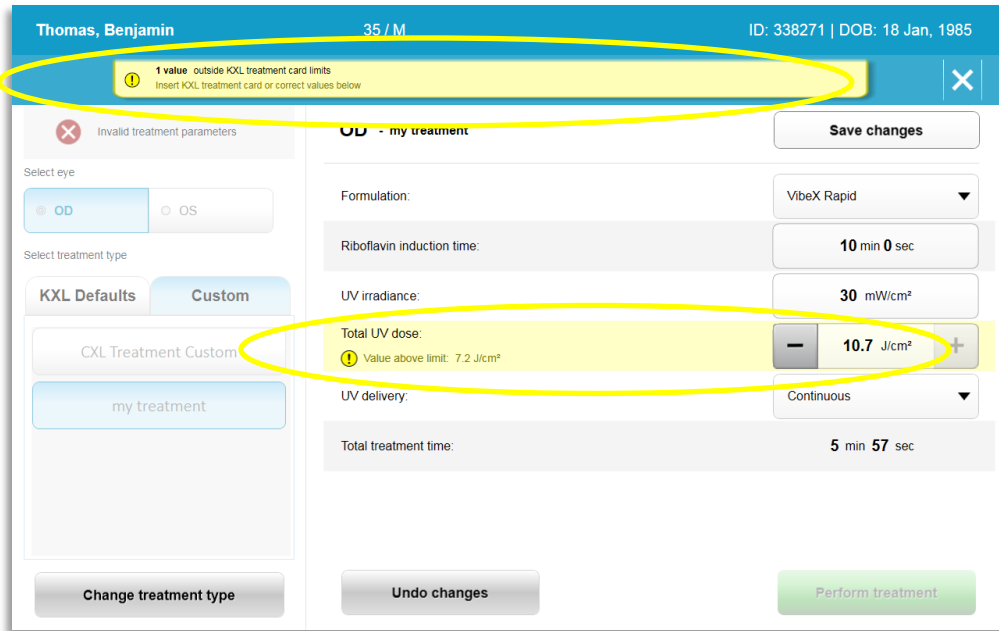 Thomas, Benjamin 35 / M ID: 338271 | DOB: 18 Jan, 1985
1 value outside KXL treatment card limits
Insert KXL treatment card or correct values below
Invalid treatment parameters
OD - my treatment
Save changes
Select eye
OD OS
Select treatment type
KXL Defaults Custom
CXL Treatment Custom
my treatment
Change treatment type
Formulation: VibeX Rapid
Riboflavin induction time: 10 min 0 sec
UV irradiance: 30 mW/cm²
Total UV dose: 10.7 J/cm²
Value above limit: 7.2 J/cm²
UV delivery: Continuous
Total treatment time: 5 min 57 sec
Undo changes
Perform treatment